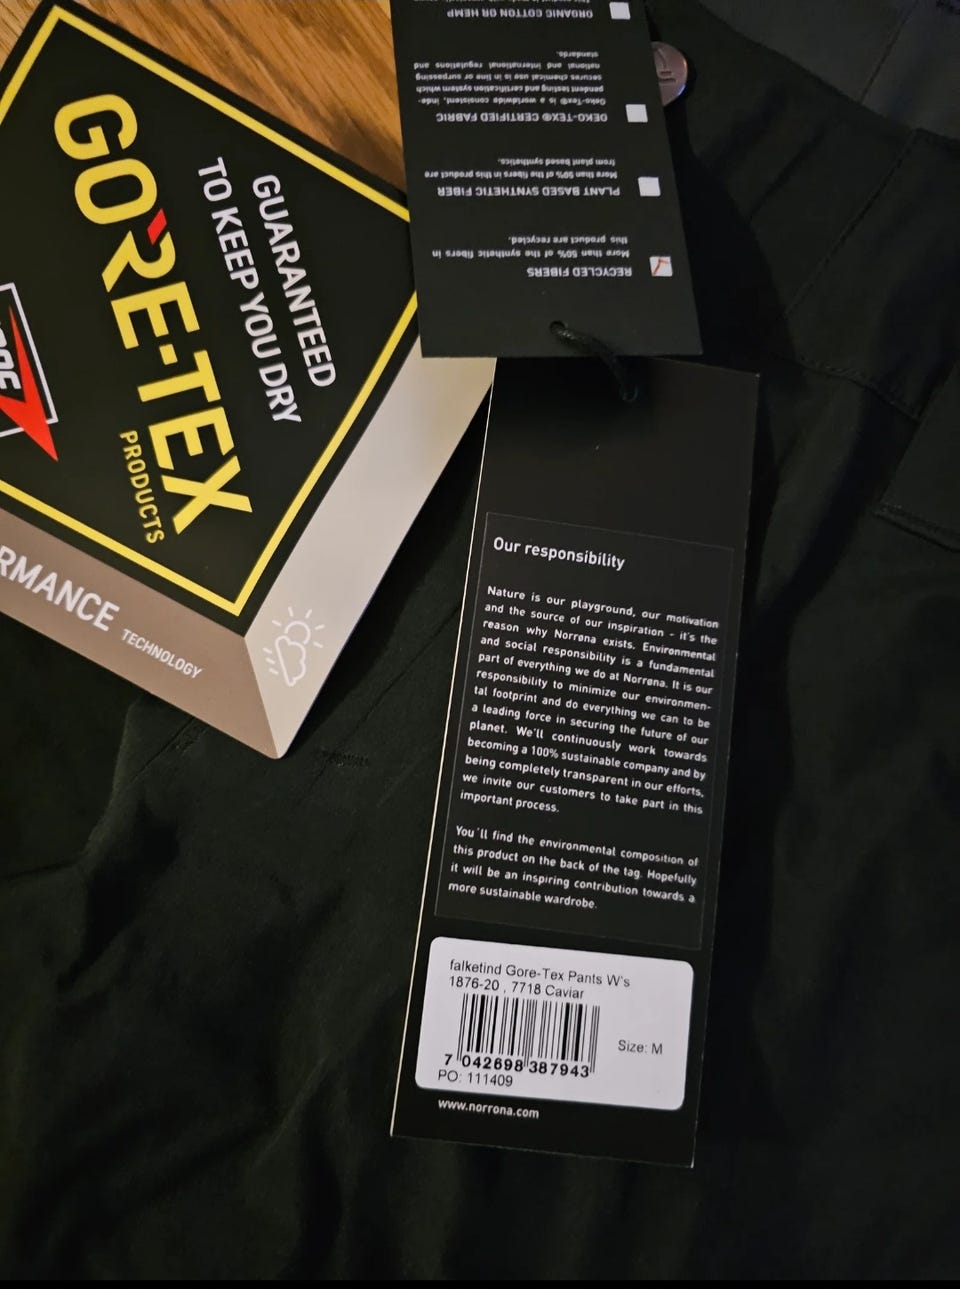 GORE-TEX
PRODUCTS
GUARANTEED
TO KEEP YOU DRY
RMANCE TECHNOLOGY
RECYCLED FIBERS
More than 50% of the synthetic fibers in
this product are recycled.
PLANT BASED SYNTHETIC FIBER
More than 50% of the fibers in this product are
from plant based synthetics.
OEKO-TEX® CERTIFIED FABRIC
Oeko-Tex® is a worldwide consistent, inde-
pendent testing and certification system which
secures chemical use is in line or surpassing
national and international regulations and
standards.
ORGANIC COTTON OR HEMP
Our responsibility
Nature is our playground, our motivation
and the source of our inspiration - it's the
reason why Norrøna exists. Environmental
and social responsibility is a fundamental
part of everything we do at Norrøna. It is our
responsibility to minimize our environmen-
tal footprint and do everything we can to be
a leading force in securing the future of our
planet. We'll continuously work towards
becoming a 100% sustainable company and by
being completely transparent in our efforts,
we invite our customers to take part in this
important process.
You´ll find the environmental composition of
this product on the back of the tag. Hopefully
it will be an inspiring contribution towards a
more sustainable wardrobe.
falketind Gore-Tex Pants W's
1876-20 , 7718 Caviar
Size: M
7 042698 387943
PO: 111409
www.norrona.com